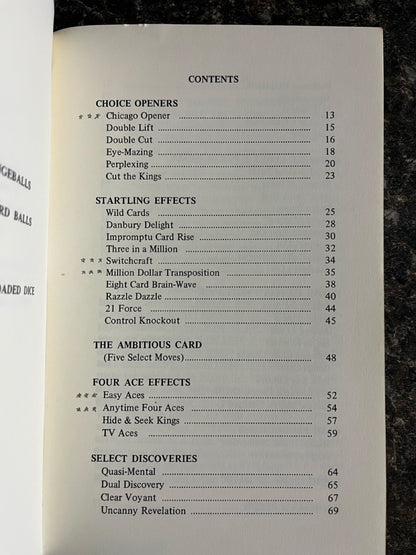 GEBALLS
RD BALLS
OADED DICE
CONTENTS
CHOICE OPENERS
*** Chicago Opener ........ 13
Double Lift ........ 15
Double Cut ........ 16
Eye-Mazing ........ 18
Perplexing ........ 20
Cut the Kings ........ 23
STARTLING EFFECTS
Wild Cards ........ 25
Danbury Delight ........ 28
Impromptu Card Rise ........ 30
Three in a Million ........ 32
*** Switchcraft ........ 34
*** Million Dollar Transposition ........ 35
Eight Card Brain-Wave ........ 38
Razzle Dazzle ........ 40
21 Force ........ 44
Control Knockout ........ 45
THE AMBITIOUS CARD
(Five Select Moves) ........ 48
FOUR ACE EFFECTS
*** Easy Aces ........ 52
*** Anytime Four Aces ........ 54
Hide & Seek Kings ........ 57
TV Aces ........ 59
SELECT DISCOVERIES
Quasi-Mental ........ 64
Dual Discovery ........ 65
Clear Voyant ........ 67
Uncanny Revelation ........ 69